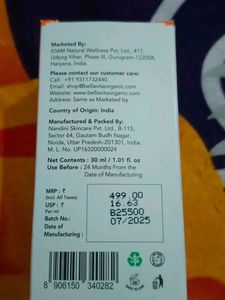 Marketed By:
IDAM Natural Wellness Pvt. Ltd., 417,
Udyog Vihar, Phase III, Gurugram-122008,
Haryana, India.
Please contact our customer care:
Call: +91 9311732440
Email: shop@bellavitaorganic.com
Website: www.bellavitaorganic.com
Address: Same as Marketed by
Country of Origin: India
Manufactured & Packed By:
Nandini Skincare Pvt. Ltd., B-115,
Sector 64, Gautam Budh Nagar,
Noida, Uttar Pradesh-201301, India
M. L. No. UP16320000024
Net Content: 30 ml / 1.01 fl. oz.
Use Before : 24 Months From the
Date of Manufacturing
MRP : ₹ 499.00
(Incl. All Taxes)
USP : ₹ 16.63
Per ml
Batch No.: B25500
Date of 07/2025
Manufacturing :
8 906150 340282